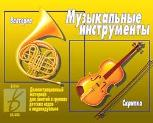 Валторна
Музыкальные инструменты
Демонстрационный
материал
для занятий в группах
детских садов
и индивидуально
Скрипка